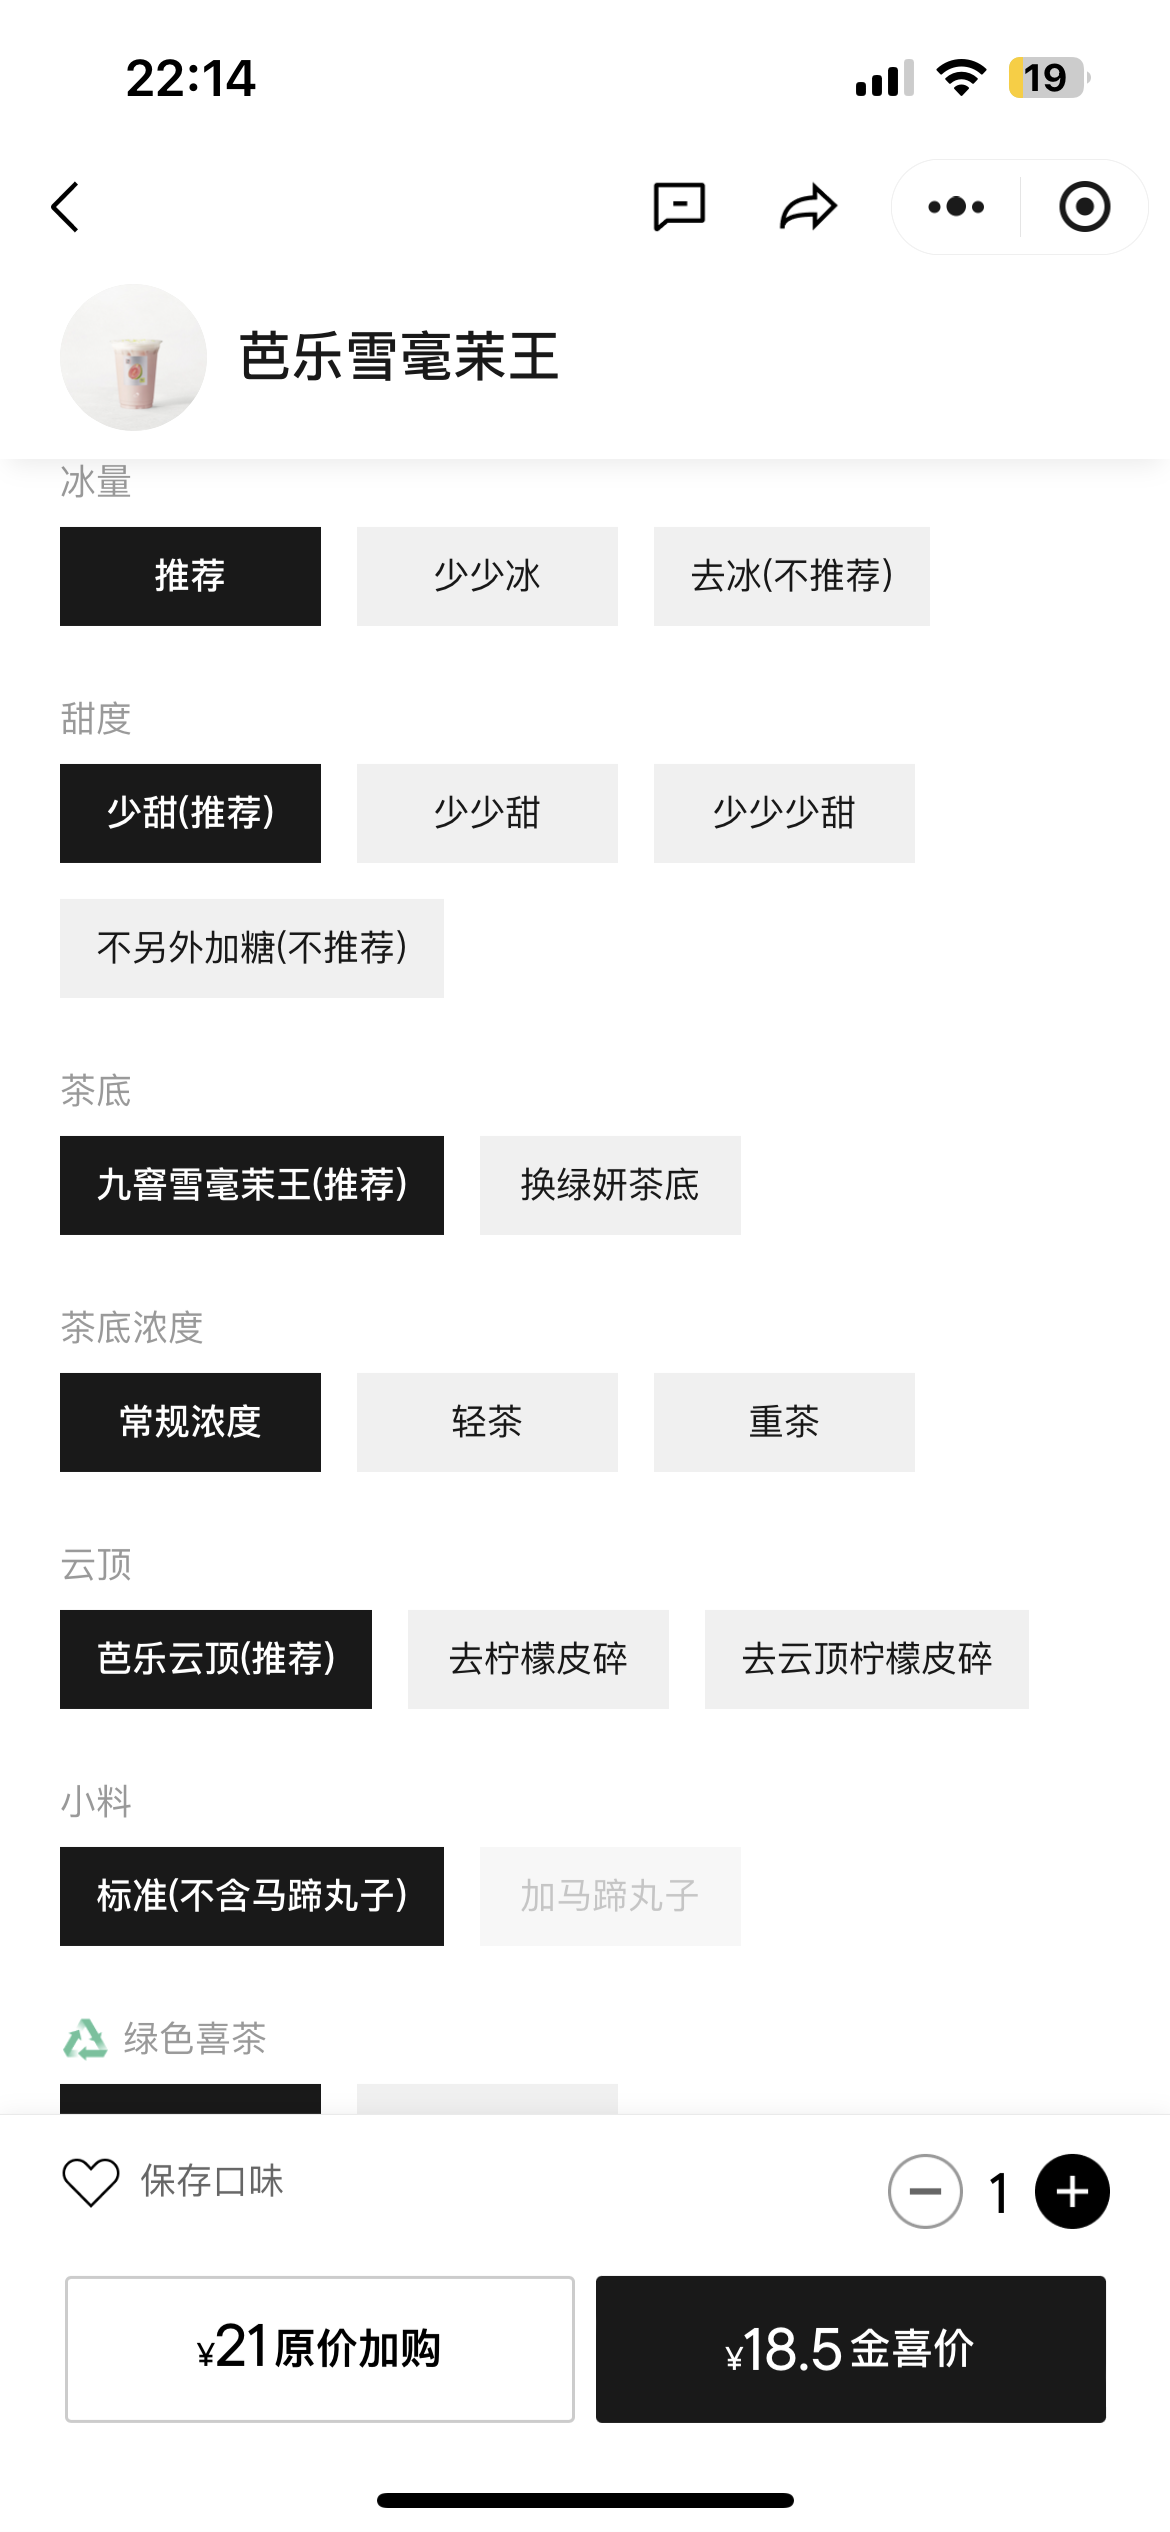 22:14
19
芭乐雪毫茉王
冰量
推荐 少少冰 去冰(不推荐)
甜度
少甜(推荐) 少少甜 少少少甜
不另外加糖(不推荐)
茶底
九窨雪毫茉王(推荐) 换绿妍茶底
茶底浓度
常规浓度 轻茶 重茶
云顶
芭乐云顶(推荐) 去柠檬皮碎 去云顶柠檬皮碎
小料
标准(不含马蹄丸子) 加马蹄丸子
绿色喜茶
保存口味 1
¥21原价加购 ¥18.5金喜价